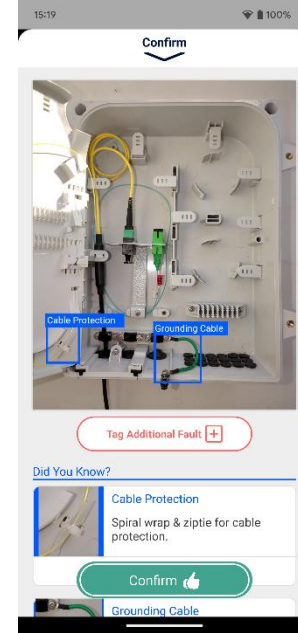 15:19
100%
Confirm
Cable Protection
Grounding Cable
Tag Additional Fault
Did You Know?
Cable Protection
Spiral wrap & ziptie for cable
protection.
Confirm
Grounding Cable